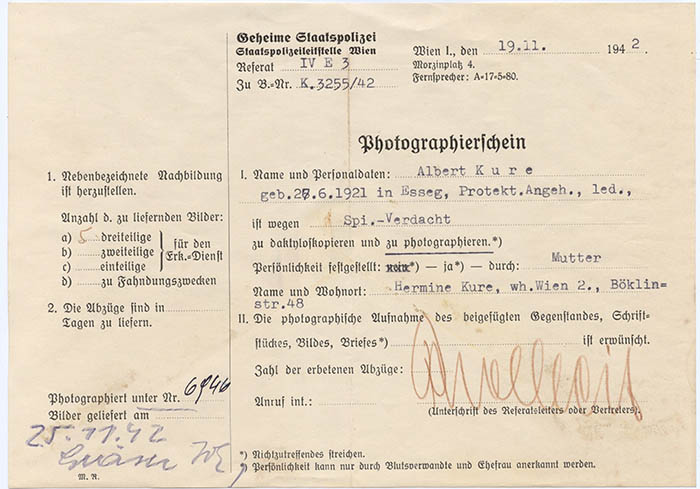 Geheime Staatspolizei
Staatspolizeileitstelle Wien
Referat IV E 3
Zu B.=Nr. K.3255/42
Wien I., den 19.11. 1942.
Morzinplatz 4.
Fernsprecher: A=17=5=80.
Photographierschein
1. Nebenbezeichnete Nachbildung
ist herzustellen.
Anzahl d. zu liefernden Bilder:
a) 5 dreiteilige
b) zweiteilige
c) einteilige
für den
Erk.=Dienst
d) zu Fahndungszwecken
2. Die Abzüge sind in
Tagen zu liefern.
Photographiert unter Nr. 6946
Bilder geliefert am
25.11.42
M. R.
I. Name und Personaldaten: Albert Kure
geb.28.6.1921 in Esseg, Protekt.Angeh., led.,
ist wegen Spi.-Verdacht
zu daktyloskopieren und zu photographieren.*)
Persönlichkeit festgestellt: *) — ja*) — durch: Mutter
Name und Wohnort: Hermine Kure, wh.Wien 2., Böklin=
str.48
II. Die photographische Aufnahme des beigefügten Gegenstandes, Schrift=
stückes, Bildes, Briefes*) ist erwünscht.
Zahl der erbetenen Abzüge:
Anruf int.:
(Unterschrift des Referatsleiters oder Vertreters).
*) Nichtzutreffendes streichen.
*) Persönlichkeit kann nur durch Blutsverwandte und Ehefrau anerkannt werden.